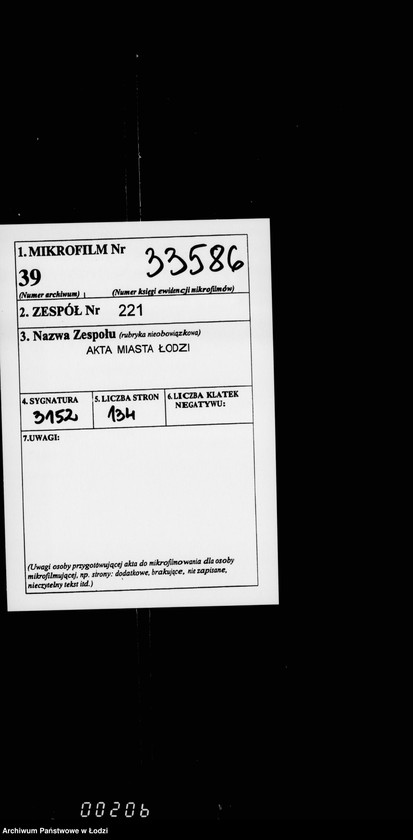 1. MIKROFILM Nr 33586
39
(Numer archiwum) (Numer księgi ewidencji mikrofilmów)
2. ZESPÓŁ Nr 221
3. Nazwa Zespołu (rubryka nieobowiązkowa)
AKTA MIASTA ŁODZI
4. SYGNATURA 5. LICZBA STRON 6. LICZBA KLATEK
NEGATYWU:
3152 134
7.UWAGI:
(Uwagi osoby przygotowującej akta do mikrofilmowania dla osoby
mikrofilmującej, np. strony: dodatkowe, brakujące, nie zapisane,
nieczytelny tekst itd.)
00206
Archiwum Państwowe w Łodzi